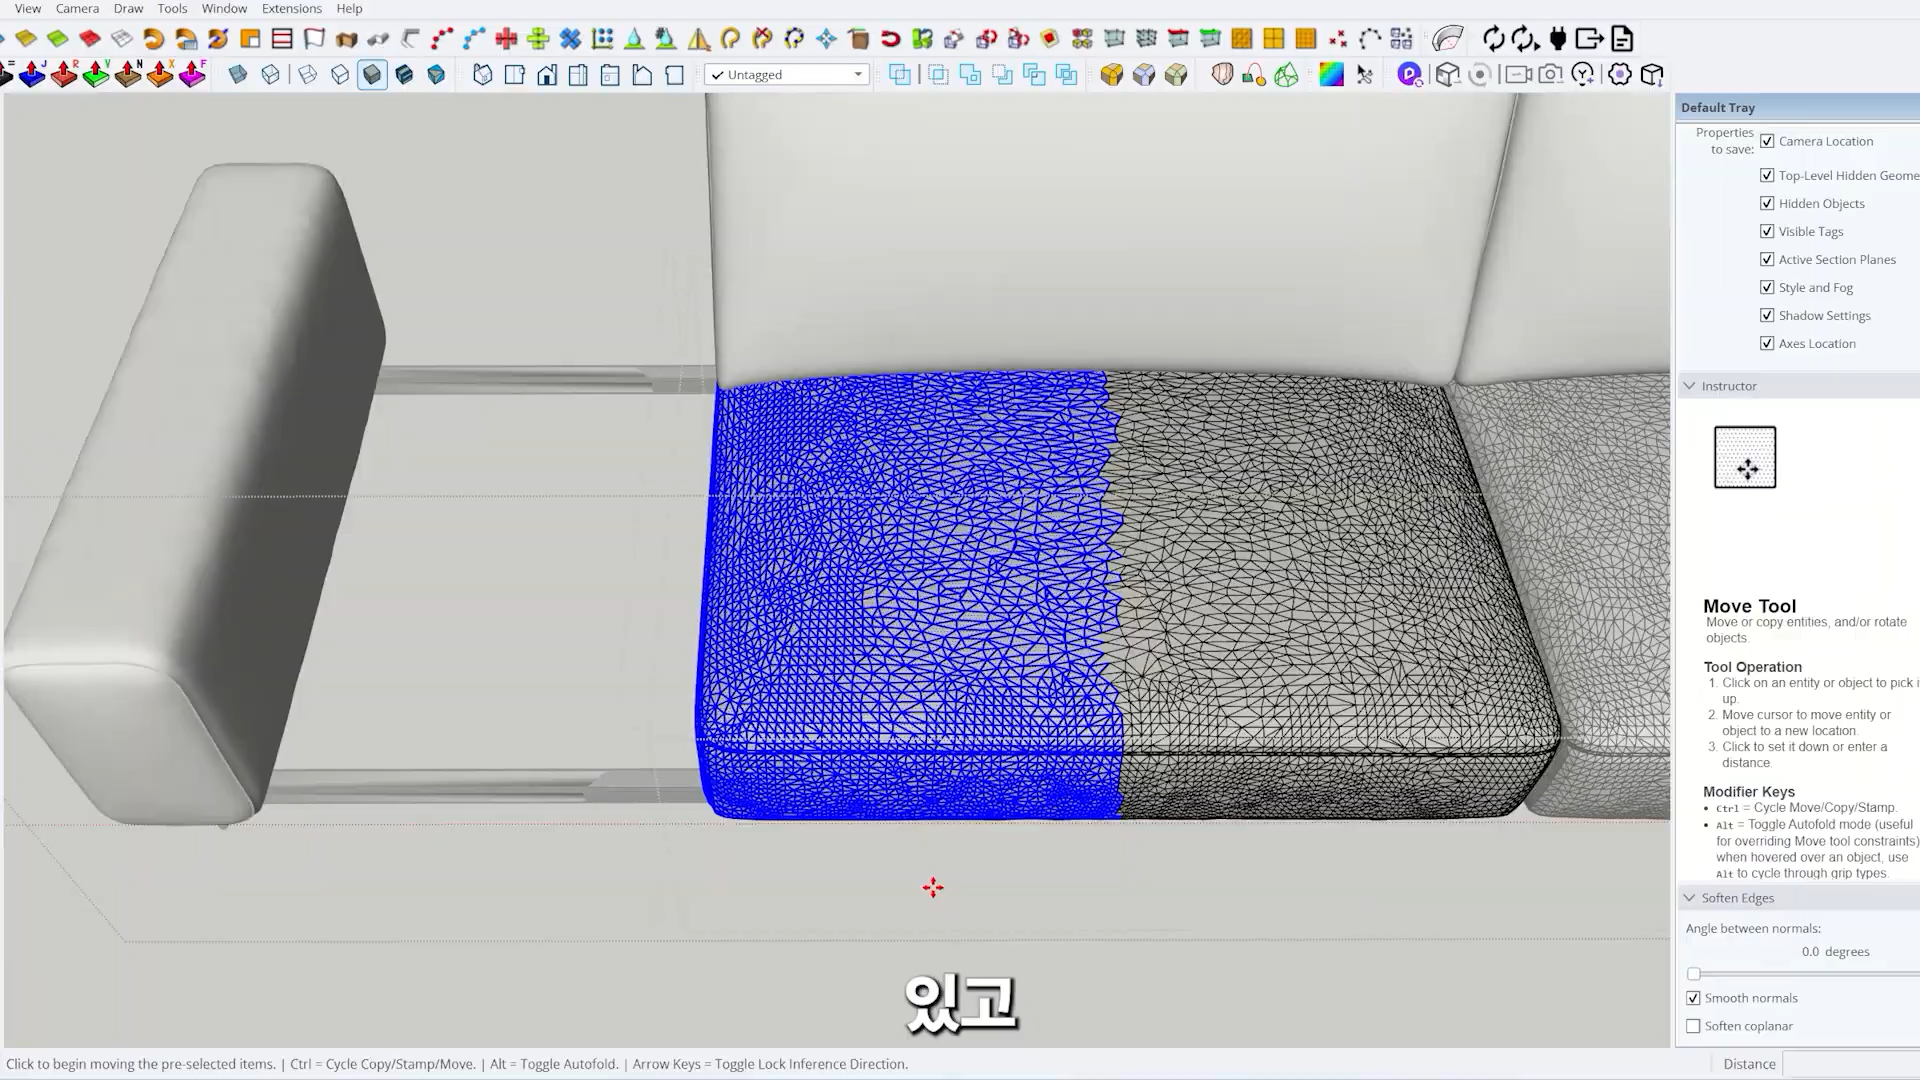 View Camera Draw Tools Window Extensions Help
J R V N X F
Untagged
Default Tray
Properties to save:
Camera Location
Top-Level Hidden Geome
Hidden Objects
Visible Tags
Active Section Planes
Style and Fog
Shadow Settings
Axes Location
Instructor
Move Tool
Move or copy entities, and/or rotate
objects.
Tool Operation
1. Click on an entity or object to pick i
up.
2. Move cursor to move entity or
object to a new location.
3. Click to set it down or enter a
distance.
Modifier Keys
• Ctrl = Cycle Move/Copy/Stamp.
• Alt = Toggle Autofold mode (useful
for overriding Move tool constraints)
when hovered over an object, use
Alt to cycle through grip types.
Soften Edges
Angle between normals:
0.0 degrees
Smooth normals
Soften coplanar
있고
Click to begin moving the pre-selected items. | Ctrl = Cycle Copy/Stamp/Move. | Alt = Toggle Autofold. | Arrow Keys = Toggle Lock Inference Direction.
Distance